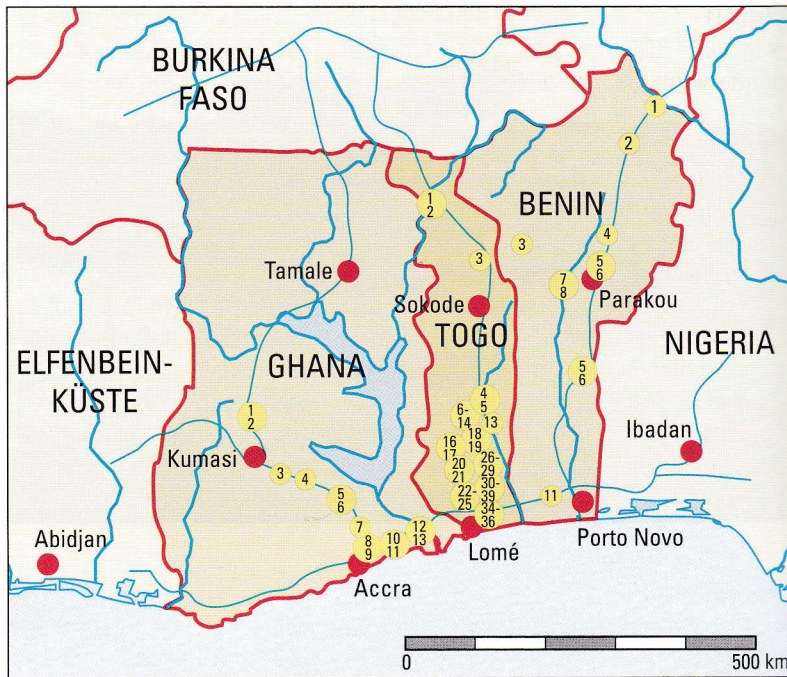 BURKINA
FASO
1
2
BENIN
1
2
3
4
3
5
6
7
8
Tamale
Parakou
Sokode
TOGO
NIGERIA
ELFENBEIN-
KÜSTE
GHANA
5
6
4
5
6-
14
13
1
2
18
19
16
17
Ibadan
Kumasi
20
21
26-
29
3
4
30-
39
22-
25
5
6
11
34-
36
7
12
13
8
9
10
11
Porto Novo
Lomé
Abidjan
Accra
0
500 km